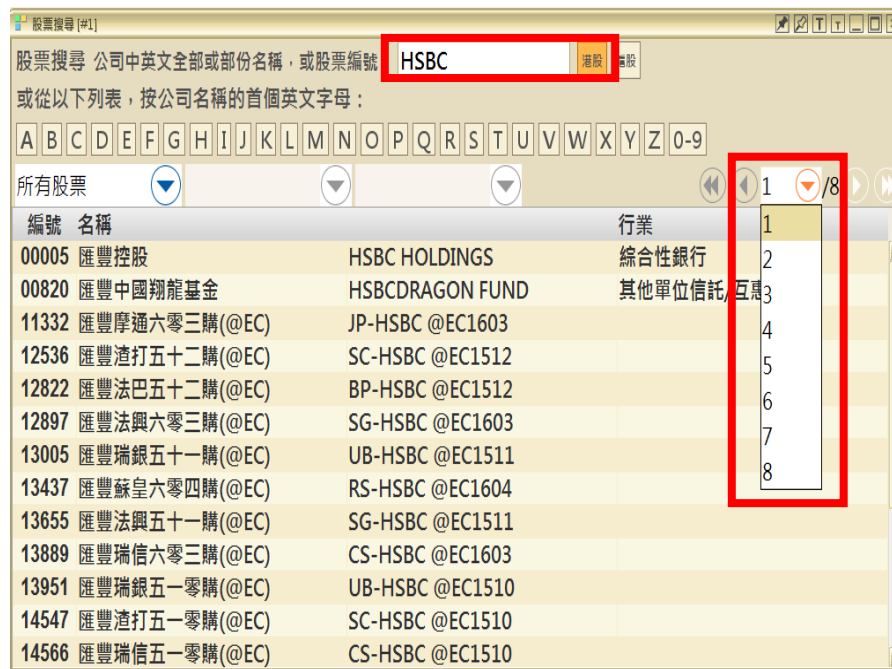 股票搜尋 [#1] T T
股票搜尋 公司中英文全部或部份名稱，或股票編號 HSBC 港股 股
或從以下列表，按公司名稱的首個英文字母：
A B C D E F G H I J K L M N O P Q R S T U V W X Y Z 0-9
所有股票 1 /8
編號 名稱 行業 1
00005 匯豐控股 HSBC HOLDINGS 綜合性銀行 2
00820 匯豐中國翔龍基金 HSBCDRAGON FUND 其他單位信託/互惠 3
11332 匯豐摩通六零三購(@EC) JP-HSBC @EC1603 4
12536 匯豐渣打五十二購(@EC) SC-HSBC @EC1512 5
12822 匯豐法巴五十二購(@EC) BP-HSBC @EC1512 6
12897 匯豐法興六零三購(@EC) SG-HSBC @EC1603 7
13005 匯豐瑞銀五十一購(@EC) UB-HSBC @EC1511 8
13437 匯豐蘇皇六零四購(@EC) RS-HSBC @EC1604
13655 匯豐法興五十一購(@EC) SG-HSBC @EC1511
13889 匯豐瑞信六零三購(@EC) CS-HSBC @EC1603
13951 匯豐瑞銀五一零購(@EC) UB-HSBC @EC1510
14547 匯豐渣打五一零購(@EC) SC-HSBC @EC1510
14566 匯豐瑞信五一零購(@EC) CS-HSBC @EC1510